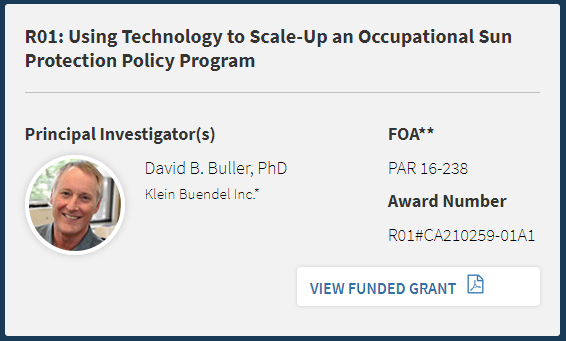 R01: Using Technology to Scale-Up an Occupational Sun
Protection Policy Program
Principal Investigator(s)
David B. Buller, PhD
Klein Buendel Inc.*
FOA**
PAR 16-238
Award Number
R01#CA210259-01A1
VIEW FUNDED GRANT